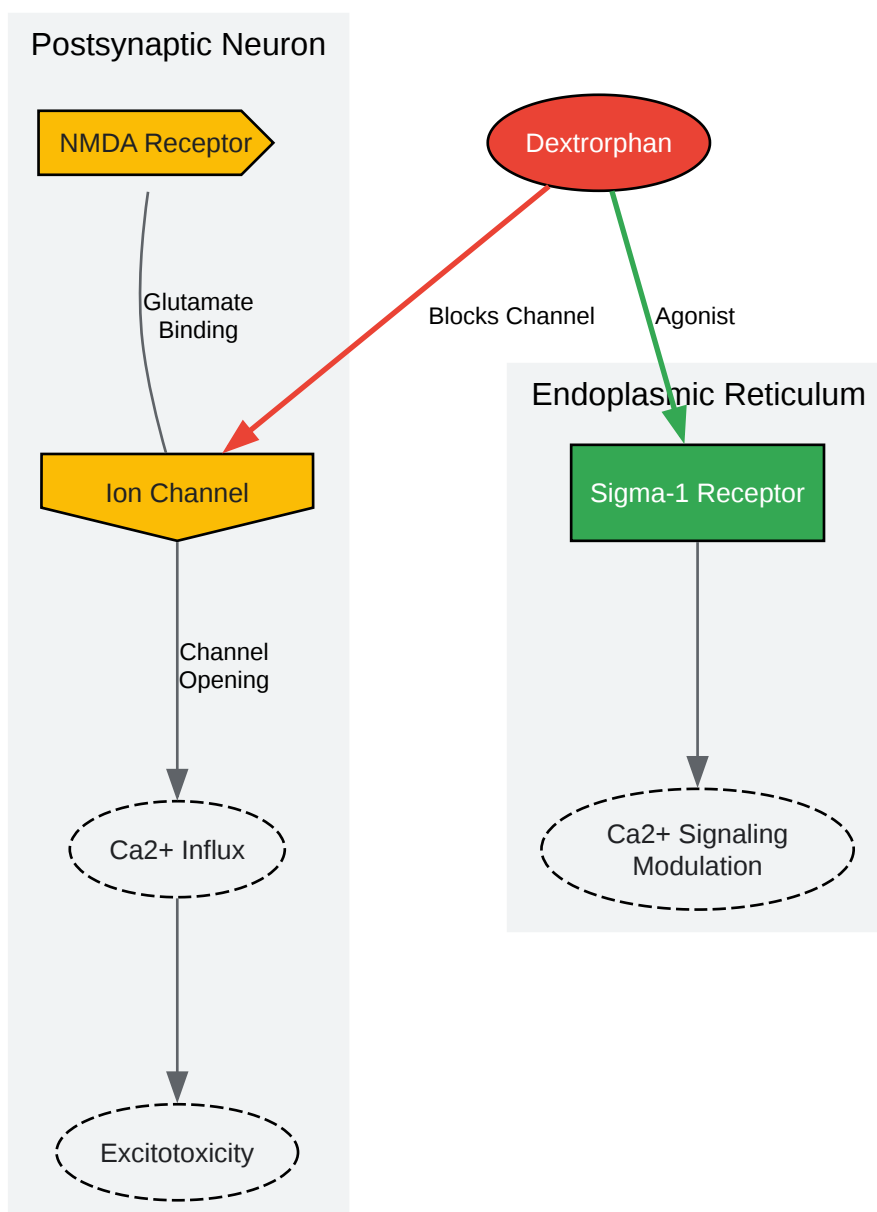 Postsynaptic Neuron
NMDA Receptor
Dextrorphan
Glutamate
Binding
Blocks Channel
Agonist
Endoplasmic Reticulum
Ion Channel
Sigma-1 Receptor
Channel
Opening
Ca2+ Influx
Ca2+ Signaling
Modulation
Excitotoxicity